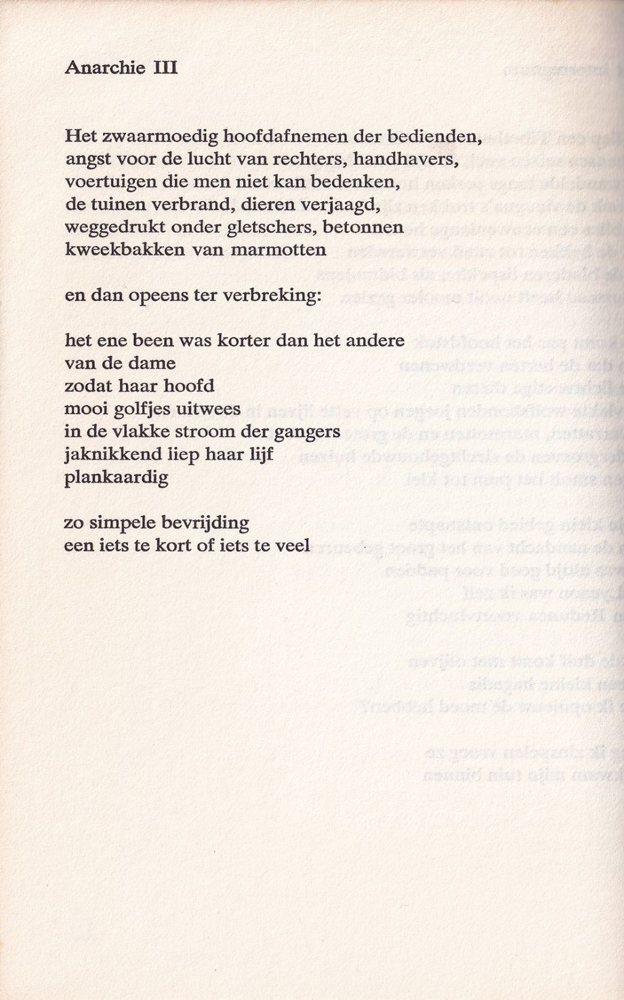 Anarchie III
Het zwaarmoedig hoofdafnemen der bedienden,
angst voor de lucht van rechters, handhavers,
voertuigen die men niet kan bedenken,
de tuinen verbrand, dieren verjaagd,
weggedrukt onder gletschers, betonnen
kweekbakken van marmotten
en dan opeens ter verbreking:
het ene been was korter dan het andere
van de dame
zodat haar hoofd
mooi golfjes uitwees
in de vlakke stroom der gangers
jaknikkend liep haar lijf
plankaardig
zo simpele bevrijding
een iets te kort of iets te veel